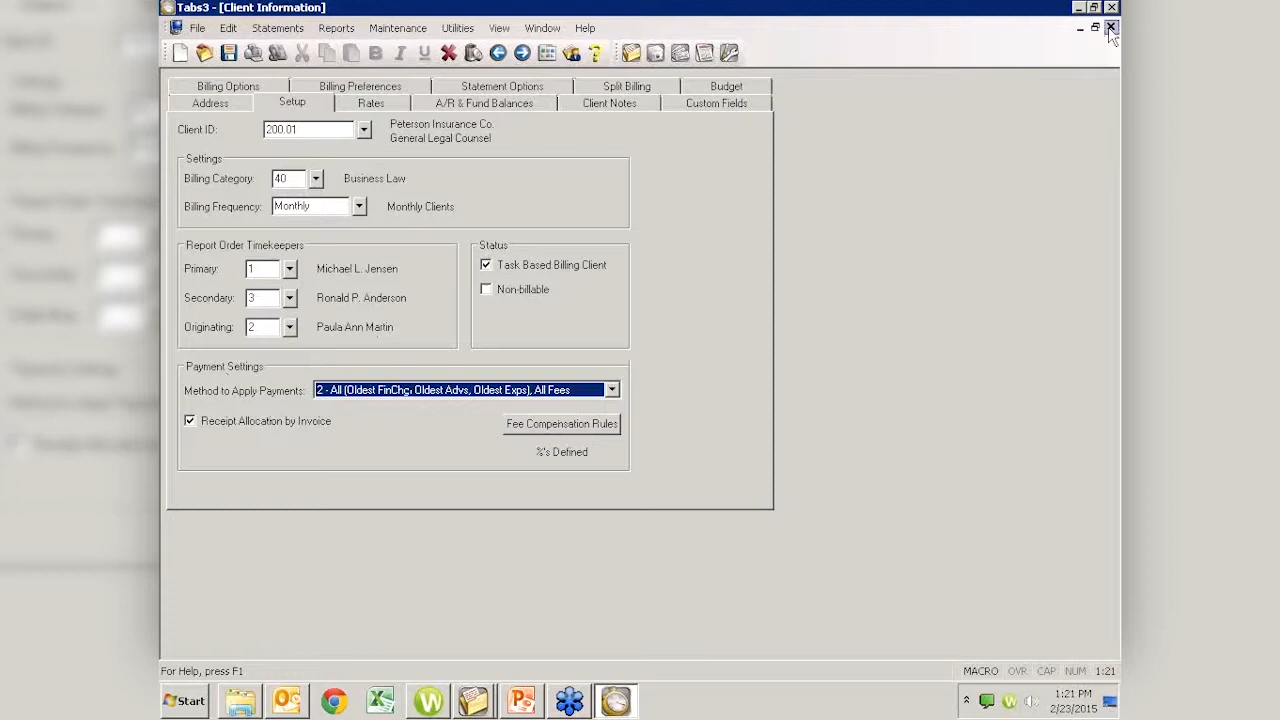 Tabs3 - [Client Information]
File Edit Statements Reports Maintenance Utilities View Window Help
Billing Options Billing Preferences Statement Options Split Billing Budget
Address Setup Rates A/R & Fund Balances Client Notes Custom Fields
Client ID: 200.01 Peterson Insurance Co.
General Legal Counsel
Settings
Billing Category: 40 Business Law
Billing Frequency: Monthly Monthly Clients
Report Order Timekeepers Status
Primary: 1 Michael L. Jensen Task Based Billing Client
Secondary: 3 Ronald P. Anderson Non-billable
Originating: 2 Paula Ann Martin
Payment Settings
Method to Apply Payments: 2 - All (Oldest FinChg, Oldest Advs, Oldest Exps), All Fees
Receipt Allocation by Invoice Fee Compensation Rules
%'s Defined
For Help, press F1 MACRO OVR CAP NUM 1:21
Start 1:21 PM
2/23/2015